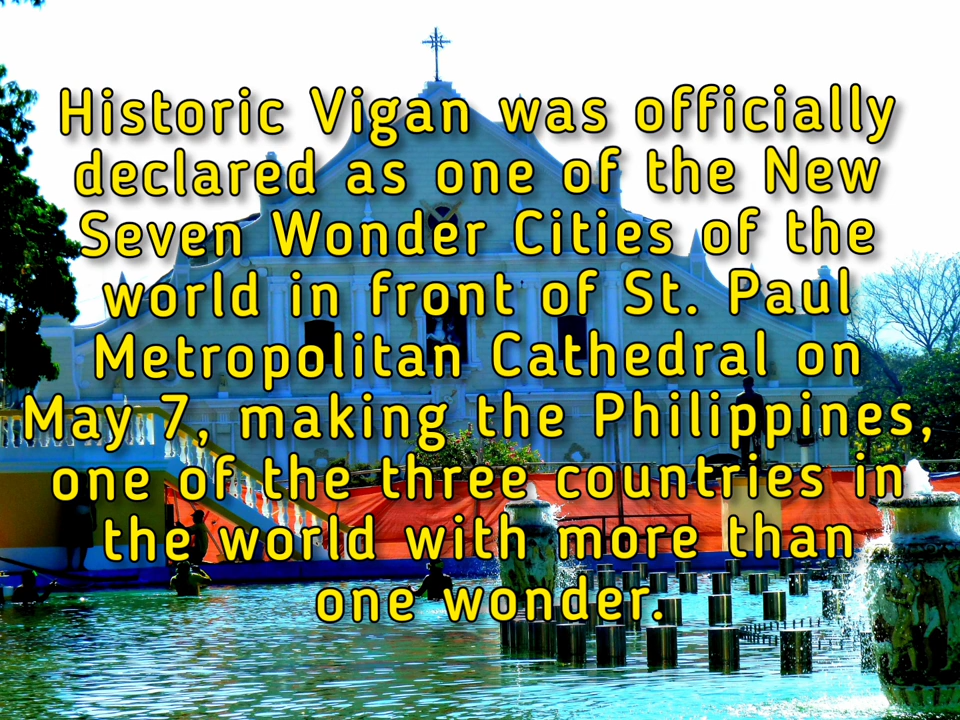 Historic Vigan was officially
declared as one of the New
Seven Wonder Cities of the
world in front of St. Paul
Metropolitan Cathedral on
May 7, making the Philippines,
one of the three countries in
the world with more than
one wonder.